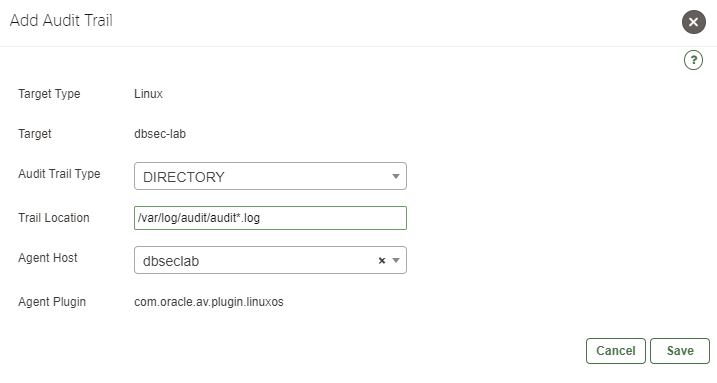 Add Audit Trail
?
Target Type Linux
Target dbsec-lab
Audit Trail Type DIRECTORY
Trail Location /var/log/audit/audit*.log
Agent Host dbseclab
Agent Plugin com.oracle.av.plugin.linuxos
Cancel Save